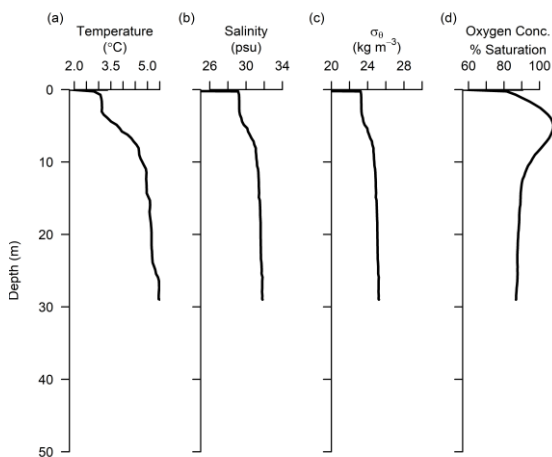 (a) Temperature (b) Salinity (c) σθ (d) Oxygen Conc.
(°C) (psu) (kg m⁻³) % Saturation
2.0 3.5 5.0 26 30 34 20 24 28 60 80 100
0
10
20
30
40
50
Depth (m)